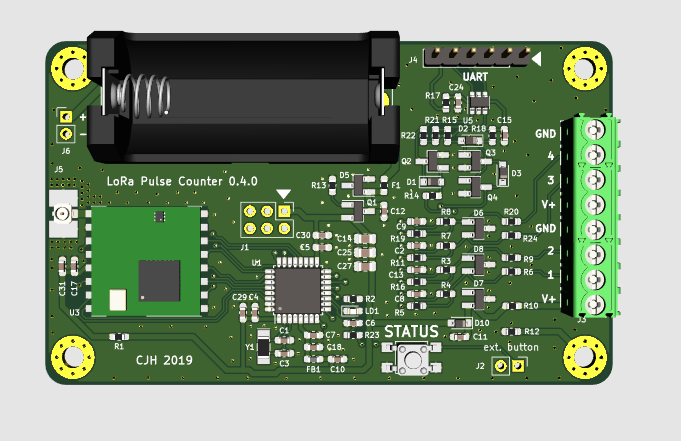 J4
UART
C24
R17
U5
R21 R15
D2 R18
C15
R22
GND
+
−
J6
Q2
Q3
4
J5
D3
LoRa Pulse Counter 0.4.0
D5
R13
F1
D1
Q4
3
R14
Q1
V+
C12
R8
D6
R20
C9
GND
C30
R19
R24
C14
J1
C5
C2
R7
C25
2
R11
D8
R9
U1
C27
C13
R3
R6
1
C31
C17
R16
R4
D7
C29
C4
R2
C8
V+
U3
LD1
R5
R10
J3
C6
D10
STATUS
R12
R1
C1
C7
R23
C11
Y1
C18
ext. button
C3
CJH 2019
FB1
C10
J2